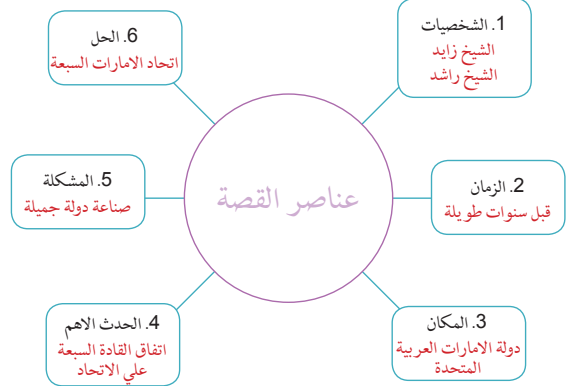 عناصر القصة
1. الشخصيات
الشيخ زايد
الشيخ راشد
2. الزمان
قبل سنوات طويلة
3. المكان
دولة الامارات العربية
المتحدة
4. الحدث الاهم
اتفاق القادة السبعة
علي الاتحاد
5. المشكلة
صناعة دولة جميلة
6. الحل
اتحاد الامارات السبعة